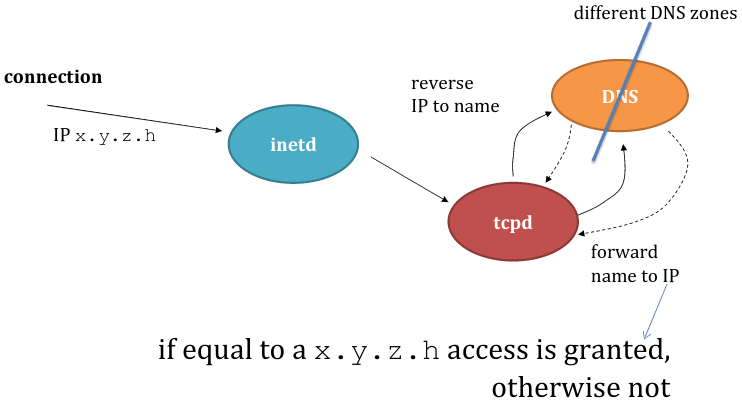 different DNS zones
connection
reverse
IP to name
DNS
IP x.y.z.h
inetd
tcpd
forward
name to IP
if equal to a x.y.z.h access is granted,
otherwise not